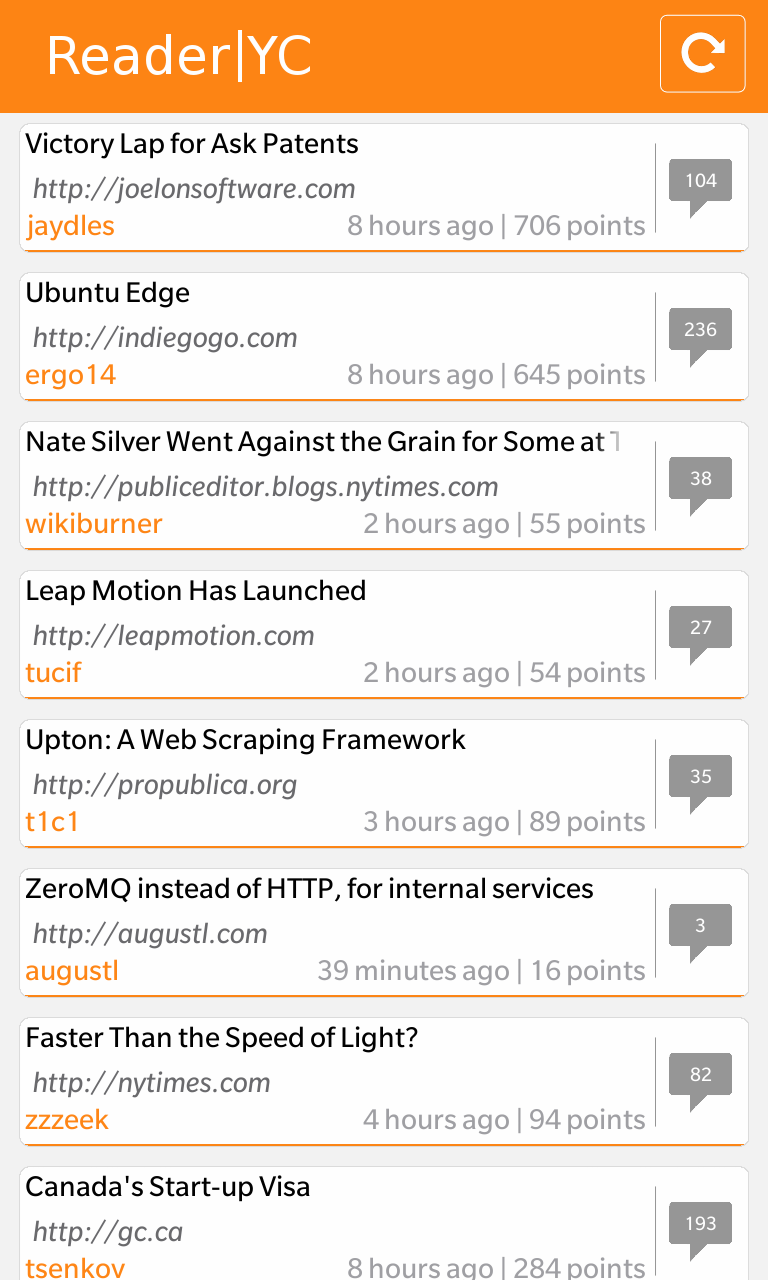 Reader|YC
Victory Lap for Ask Patents
http://joelonsoftware.com
jaydles 8 hours ago | 706 points
104
Ubuntu Edge
http://indiegogo.com
ergo14 8 hours ago | 645 points
236
Nate Silver Went Against the Grain for Some at
http://publiceditor.blogs.nytimes.com
wikiburner 2 hours ago | 55 points
38
Leap Motion Has Launched
http://leapmotion.com
tucif 2 hours ago | 54 points
27
Upton: A Web Scraping Framework
http://propublica.org
t1c1 3 hours ago | 89 points
35
ZeroMQ instead of HTTP, for internal services
http://augustl.com
augustl 39 minutes ago | 16 points
3
Faster Than the Speed of Light?
http://nytimes.com
zzzeek 4 hours ago | 94 points
82
Canada's Start-up Visa
http://gc.ca
tsenkov 8 hours ago | 284 points
193